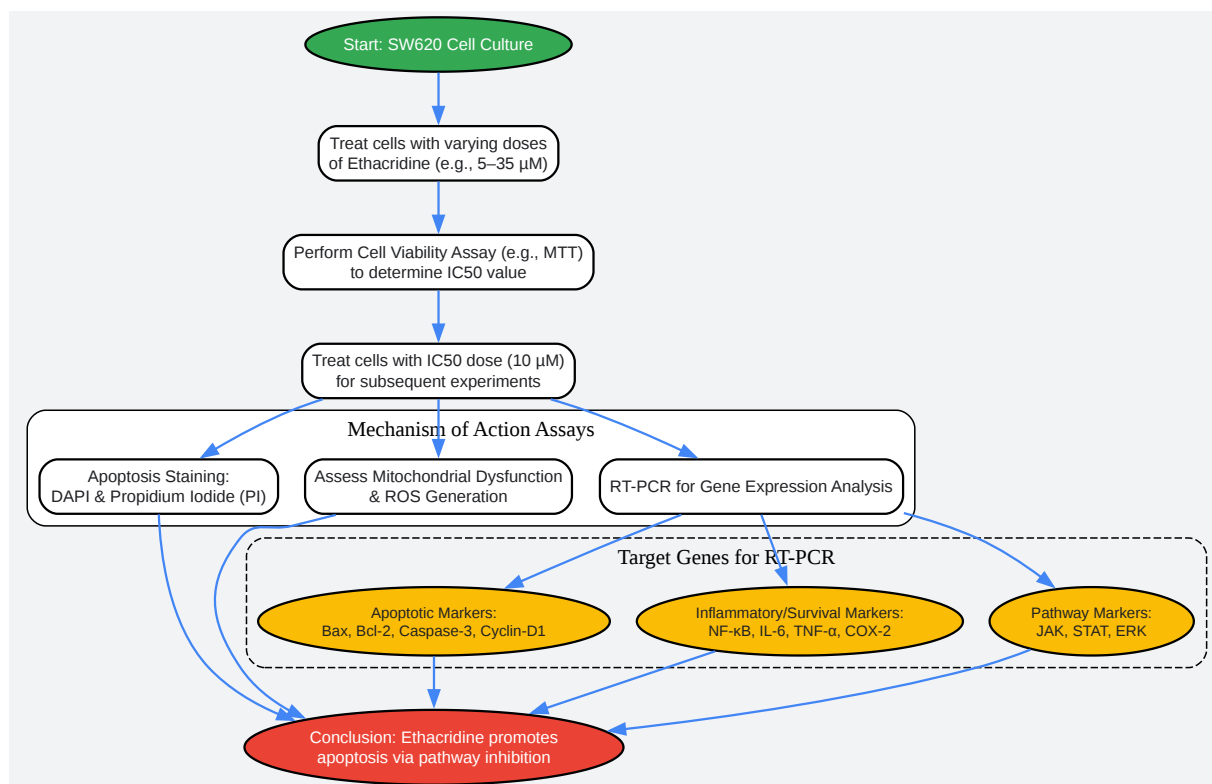 Start: SW620 Cell Culture
Treat cells with varying doses
of Ethacridine (e.g., 5–35 µM)
Perform Cell Viability Assay (e.g., MTT)
to determine IC50 value
Treat cells with IC50 dose (10 µM)
for subsequent experiments
Mechanism of Action Assays
Apoptosis Staining:
DAPI & Propidium Iodide (PI)
Assess Mitochondrial Dysfunction
& ROS Generation
RT-PCR for Gene Expression Analysis
Target Genes for RT-PCR
Apoptotic Markers:
Bax, Bcl-2, Caspase-3, Cyclin-D1
Inflammatory/Survival Markers:
NF-κB, IL-6, TNF-α, COX-2
Pathway Markers:
JAK, STAT, ERK
Conclusion: Ethacridine promotes
apoptosis via pathway inhibition